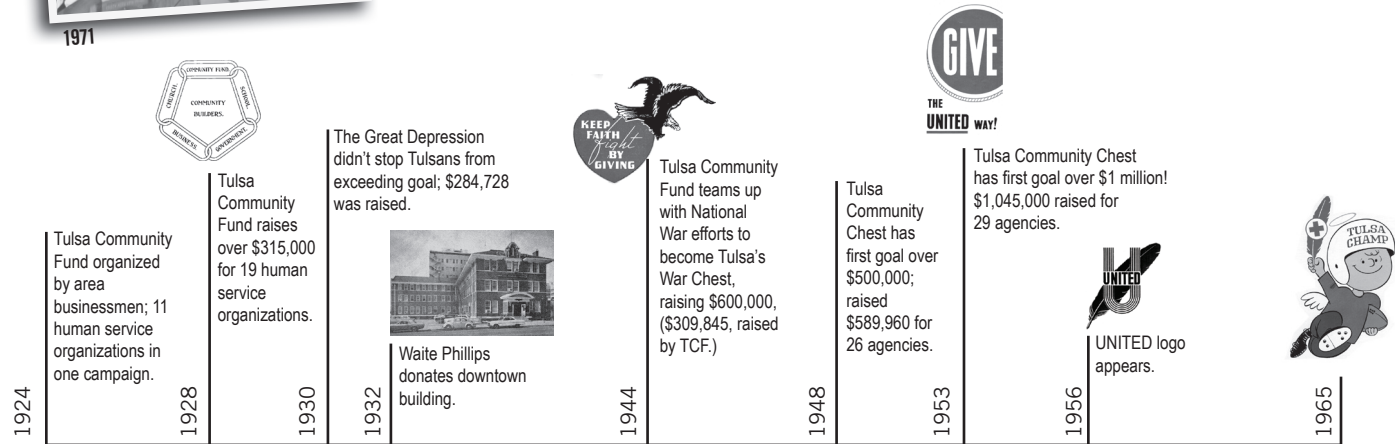 1971
COMMUNITY FUND.
CHURCH.
SCHOOL.
COMMUNITY
BUILDERS.
BUSINESS.
GOVERNMENT.
KEEP
FAITH
fight
BY
GIVING
GIVE
THE
UNITED WAY!
TULSA
CHAMP
UNITED
1924
Tulsa Community
Fund organized
by area
businessmen; 11
human service
organizations in
one campaign.
1928
Tulsa
Community
Fund raises
over $315,000
for 19 human
service
organizations.
1930
The Great Depression
didn’t stop Tulsans from
exceeding goal; $284,728
was raised.
1932
Waite Phillips
donates downtown
building.
1944
Tulsa Community
Fund teams up
with National
War efforts to
become Tulsa’s
War Chest,
raising $600,000,
($309,845, raised
by TCF.)
1948
Tulsa
Community
Chest has
first goal over
$500,000;
raised
$589,960 for
26 agencies.
1953
Tulsa Community Chest
has first goal over $1 million!
$1,045,000 raised for
29 agencies.
1956
UNITED logo
appears.
1965